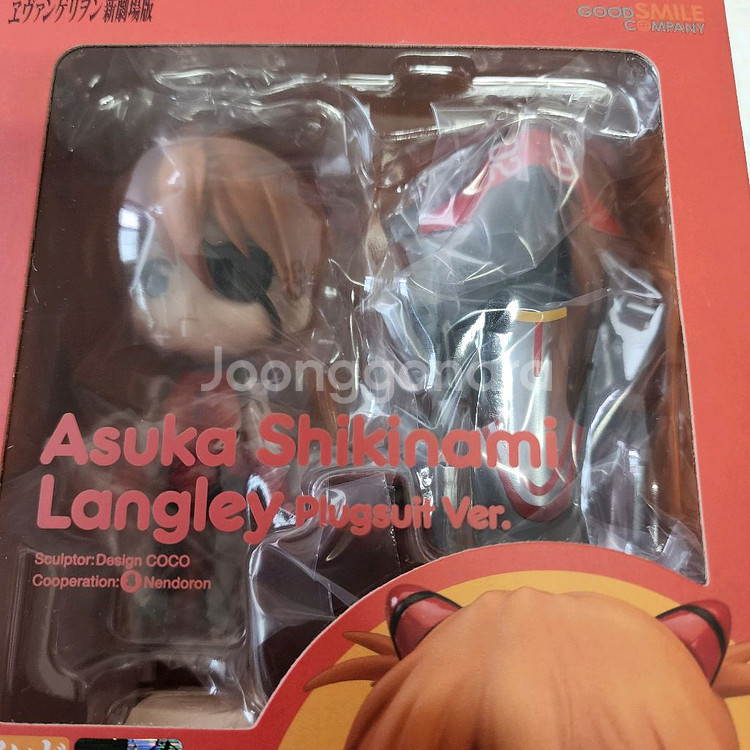 ヱヴァンゲリヲン新劇場版
GOOD SMILE
COMPANY
Joonggonara
Asuka Shikinami
Langley Plugsuit Ver.
Sculptor:Design COCO
Cooperation: Nendoron